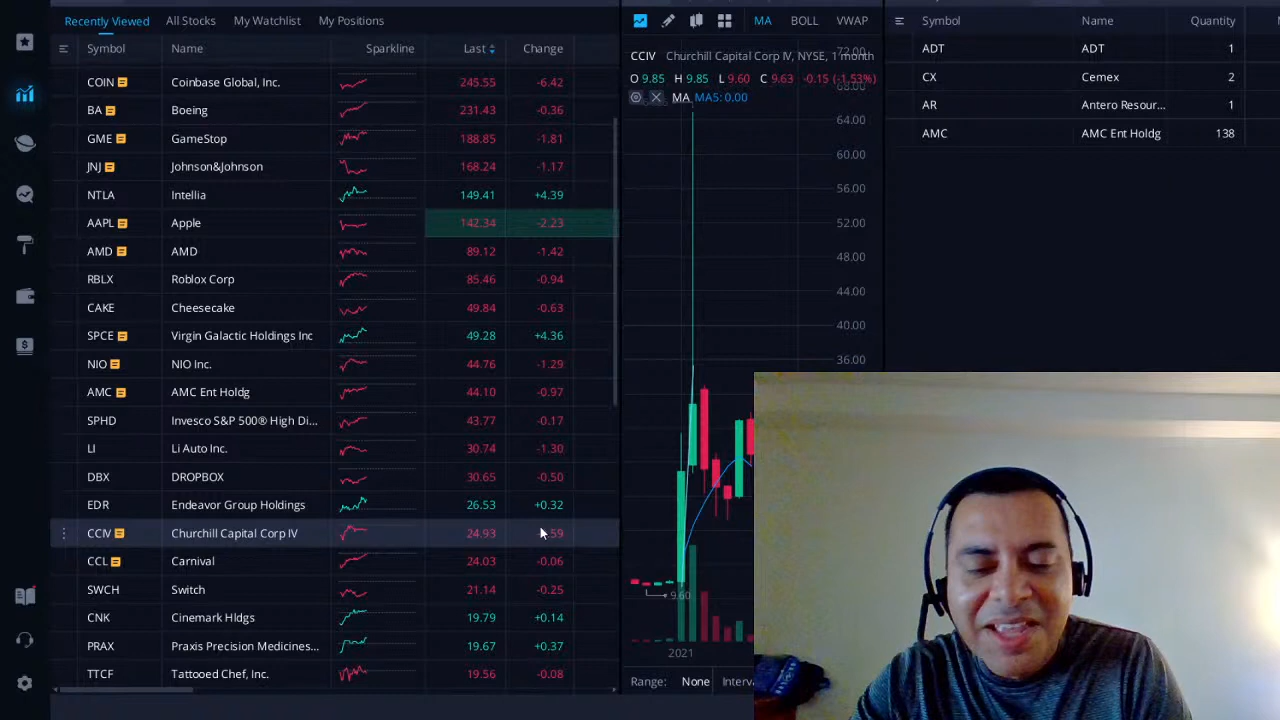 Recently Viewed All Stocks My Watchlist My Positions
Symbol Name Sparkline Last Change
COIN Coinbase Global, Inc. 245.55 -6.42
BA Boeing 231.43 -0.36
GME GameStop 188.85 -1.81
JNJ Johnson&Johnson 168.24 -1.17
NTLA Intellia 149.41 +4.39
AAPL Apple 142.34 -2.23
AMD AMD 89.12 -1.42
RBLX Roblox Corp 85.46 -0.94
CAKE Cheesecake 49.84 -0.63
SPCE Virgin Galactic Holdings Inc 49.28 +4.36
NIO NIO Inc. 44.76 -1.29
AMC AMC Ent Holdg 44.10 -0.97
SPHD Invesco S&P 500® High Di... 43.77 -0.17
LI Li Auto Inc. 30.74 -1.30
DBX DROPBOX 30.65 -0.50
EDR Endeavor Group Holdings 26.53 +0.32
CCIV Churchill Capital Corp IV 24.93 59
CCL Carnival 24.03 -0.06
SWCH Switch 21.14 -0.25
CNK Cinemark Hldgs 19.79 +0.14
PRAX Praxis Precision Medicines... 19.67 +0.37
TTCF Tattooed Chef, Inc. 19.56 -0.08
MA BOLL VWAP
CCIV Churchill Capital Corp IV, NYSE, 1 month
72.00
O 9.85 H 9.85 L 9.60 C 9.63 -0.15 (-1.53%)
68.00
MA MA5: 0.00
64.00
60.00
56.00
52.00
48.00
44.00
40.00
36.00
9.60
2021
Range: None Interv
Symbol Name Quantity
ADT ADT 1
CX Cemex 2
AR Antero Resour... 1
AMC AMC Ent Holdg 138